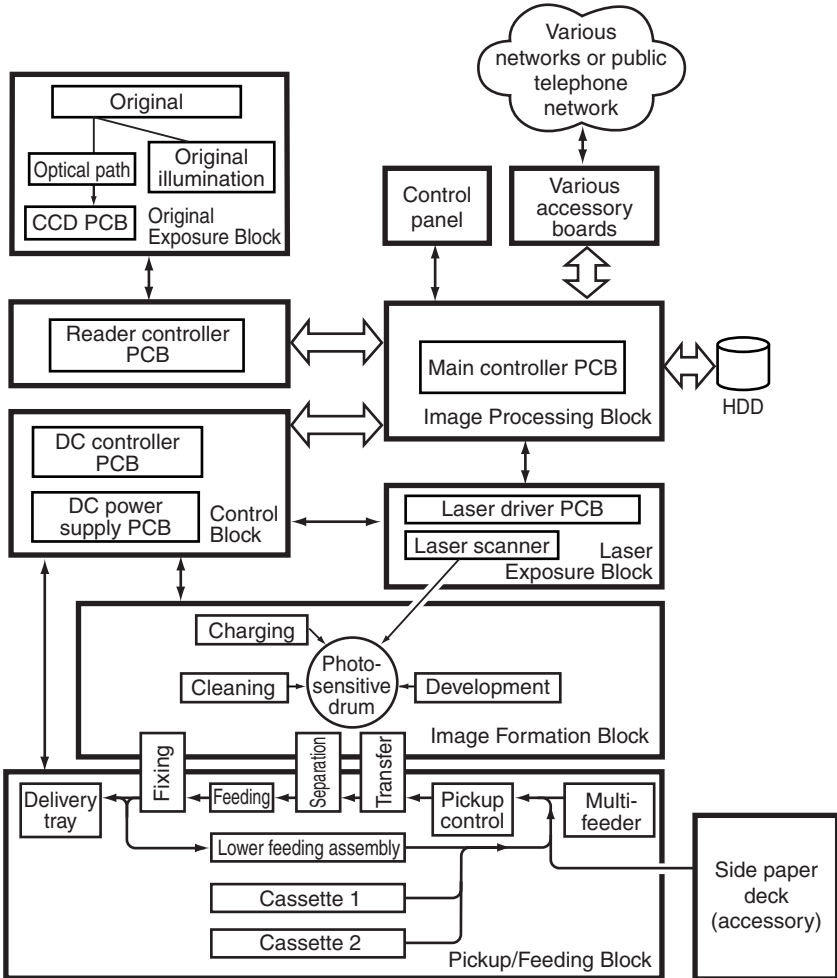 Various
networks or public
telephone
network
Original
Optical path
Original
illumination
CCD PCB
Original
Exposure Block
Control
panel
Various
accessory
boards
Reader controller
PCB
Main controller PCB
Image Processing Block
HDD
DC controller
PCB
DC power
supply PCB
Control
Block
Laser driver PCB
Laser scanner
Laser
Exposure Block
Charging
Photo-
sensitive
drum
Cleaning
Development
Image Formation Block
Fixing
Separation
Transfer
Delivery
tray
Feeding
Pickup
control
Multi-
feeder
Lower feeding assembly
Cassette 1
Cassette 2
Pickup/Feeding Block
Side paper
deck
(accessory)